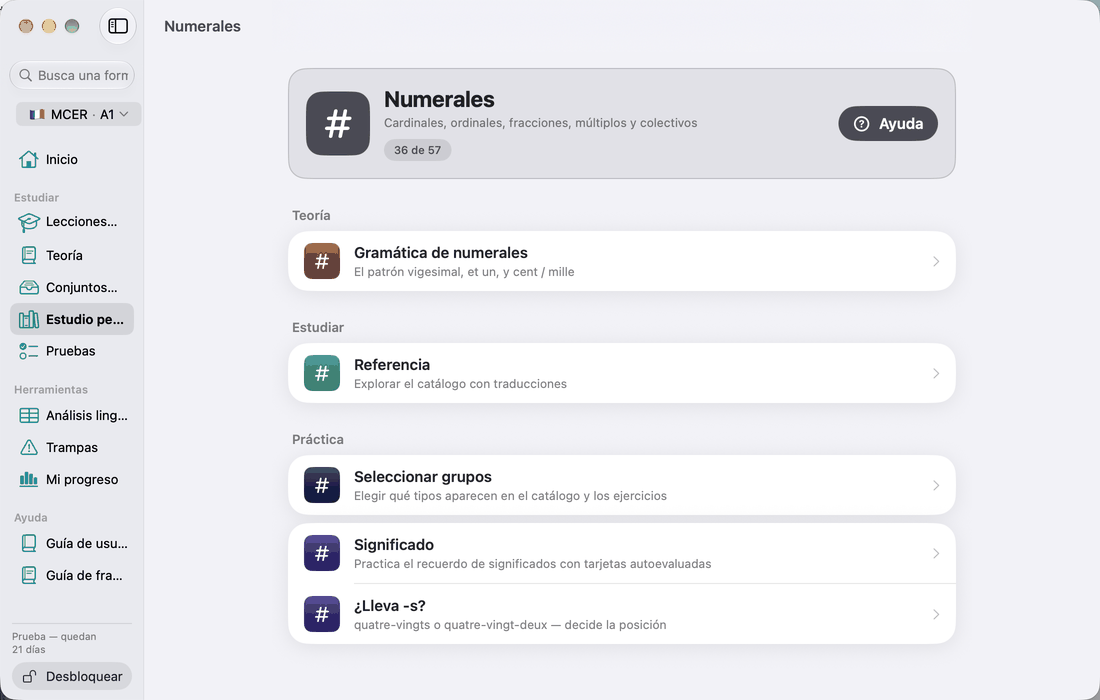 Numerales
Busca una forn
MCER · A1
Inicio
Estudiar
Lecciones...
Teoría
Conjuntos...
Estudio pe...
Pruebas
Herramientas
Análisis ling...
Trampas
Mi progreso
Ayuda
Guía de usu...
Guía de fra...
Prueba — quedan
21 días
Desbloquear
#
Numerales
Cardinales, ordinales, fracciones, múltiplos y colectivos
36 de 57
Ayuda
Teoría
#
Gramática de numerales
El patrón vigesimal, et un, y cent / mille
Estudiar
#
Referencia
Explorar el catálogo con traducciones
Práctica
#
Seleccionar grupos
Elegir qué tipos aparecen en el catálogo y los ejercicios
#
Significado
Practica el recuerdo de significados con tarjetas autoevaluadas
#
¿Lleva -s?
quatre-vingts o quatre-vingt-deux — decide la posición